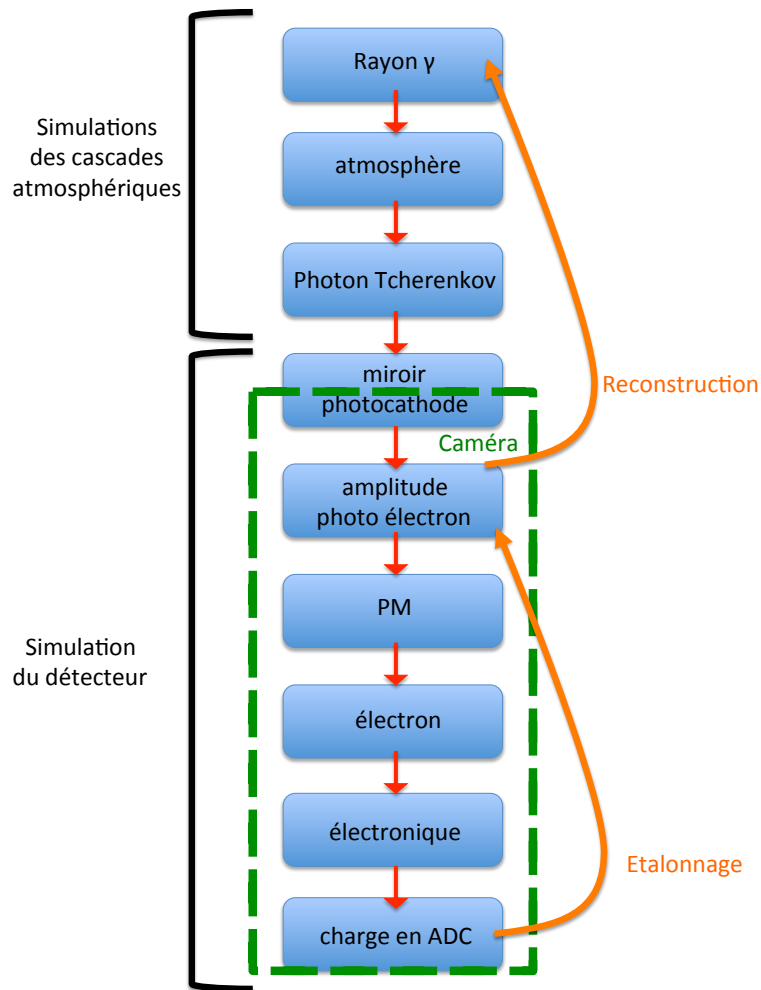 Rayon γ
Simulations
des cascades
atmosphériques
atmosphère
Photon Tcherenkov
miroir
photocathode
Reconstruction
Caméra
amplitude
photo électron
PM
Simulation
du détecteur
électron
électronique
Etalonnage
charge en ADC